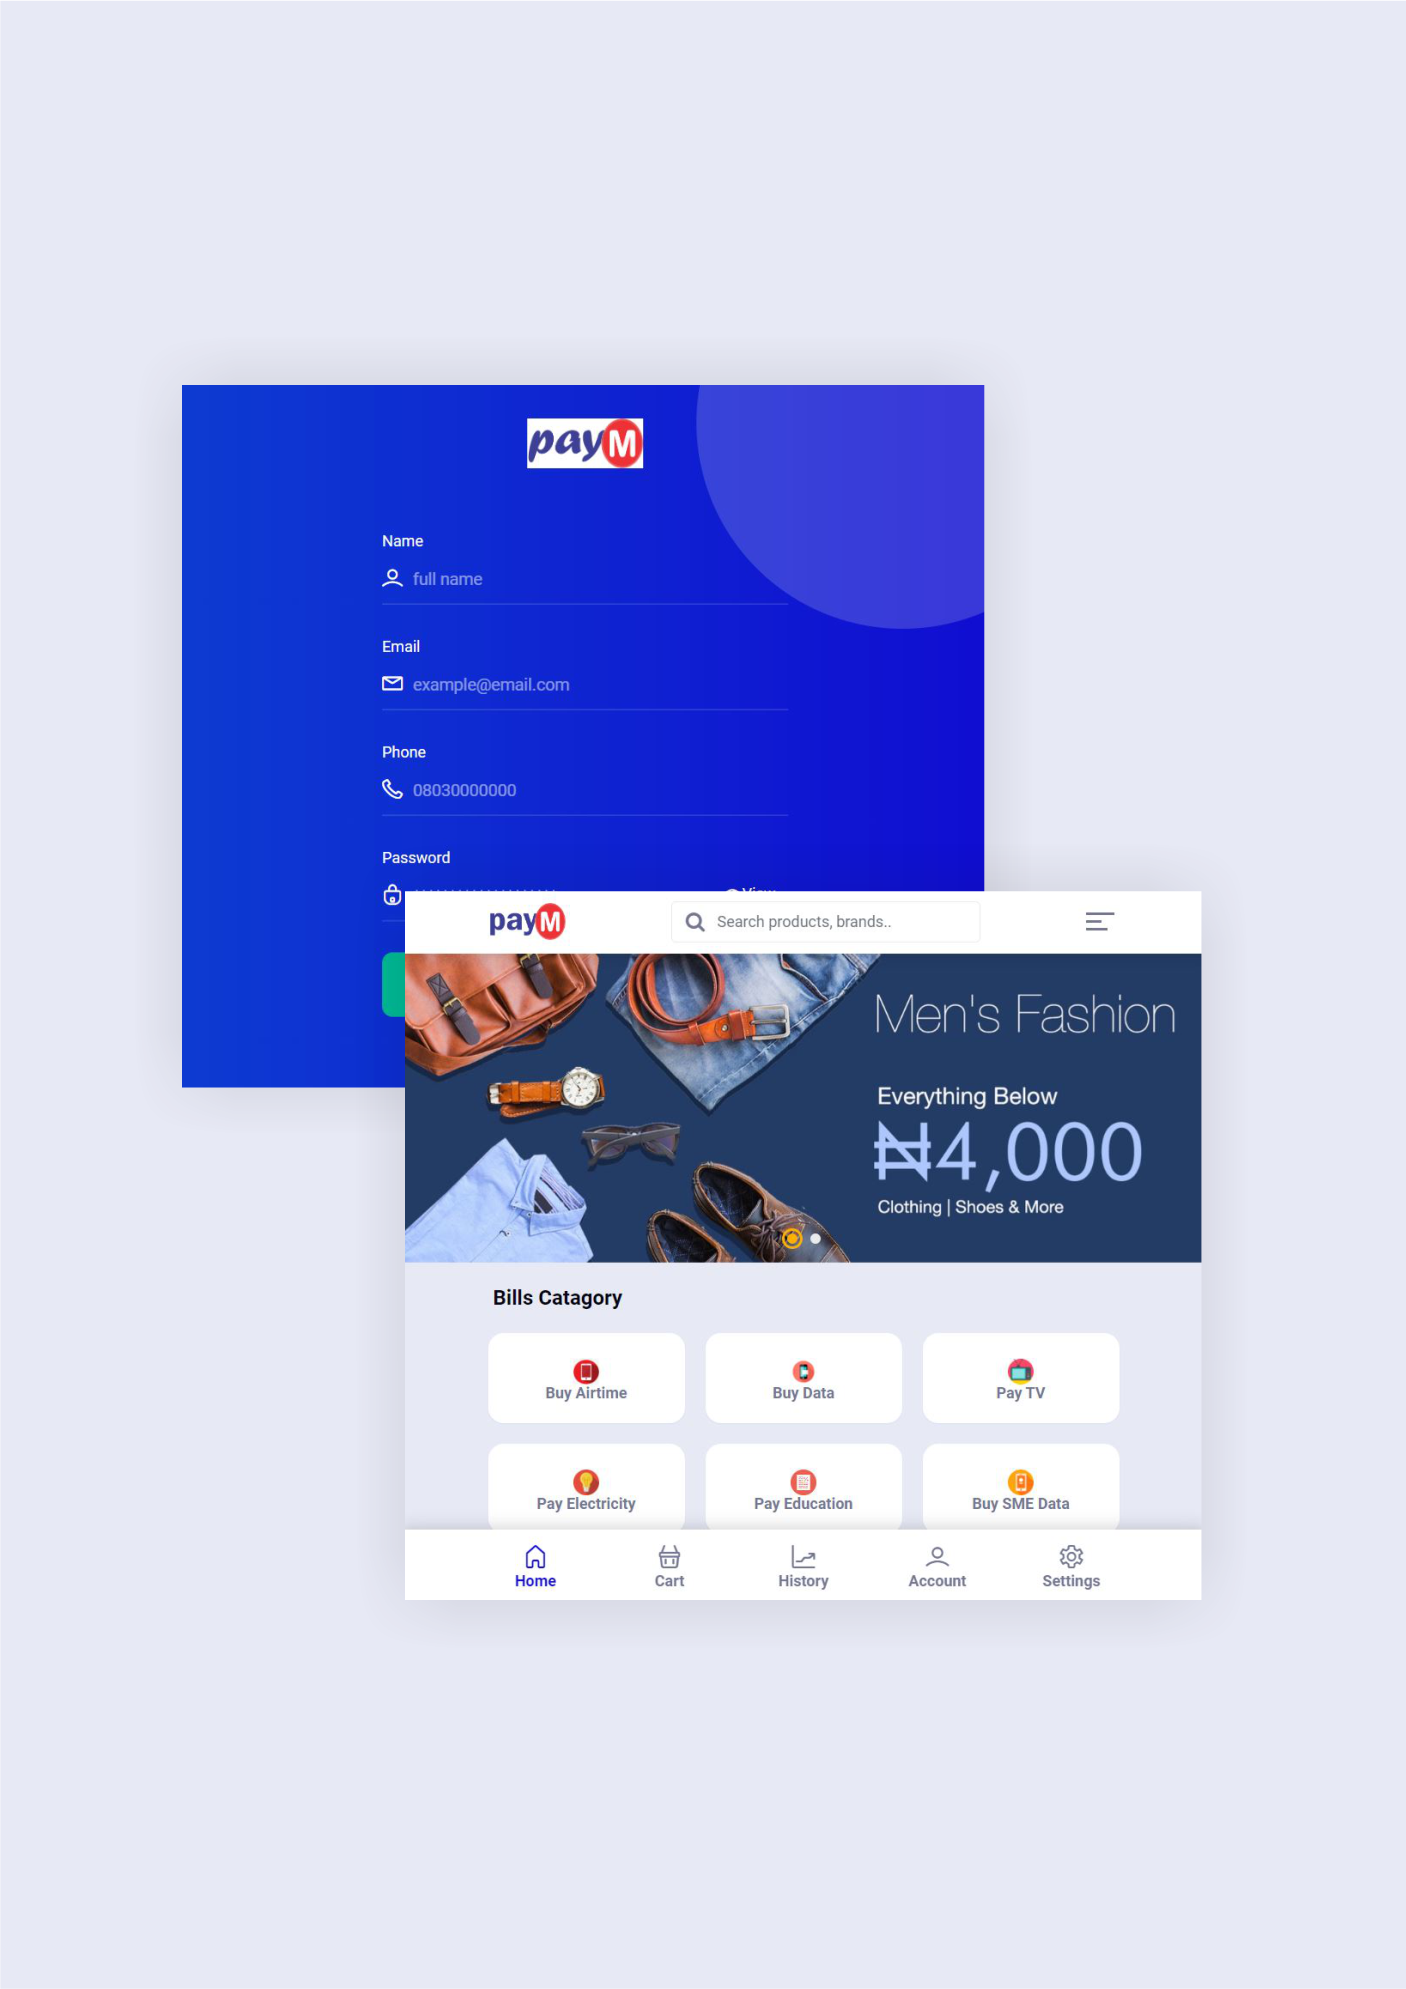 payM
Name
full name
Email
example@email.com
Phone
08030000000
Password
payM
Search products, brands..
Men's Fashion
Everything Below
₦4,000
Clothing | Shoes & More
Bills Catagory
Buy Airtime
Buy Data
Pay TV
Pay Electricity
Pay Education
Buy SME Data
Home
Cart
History
Account
Settings